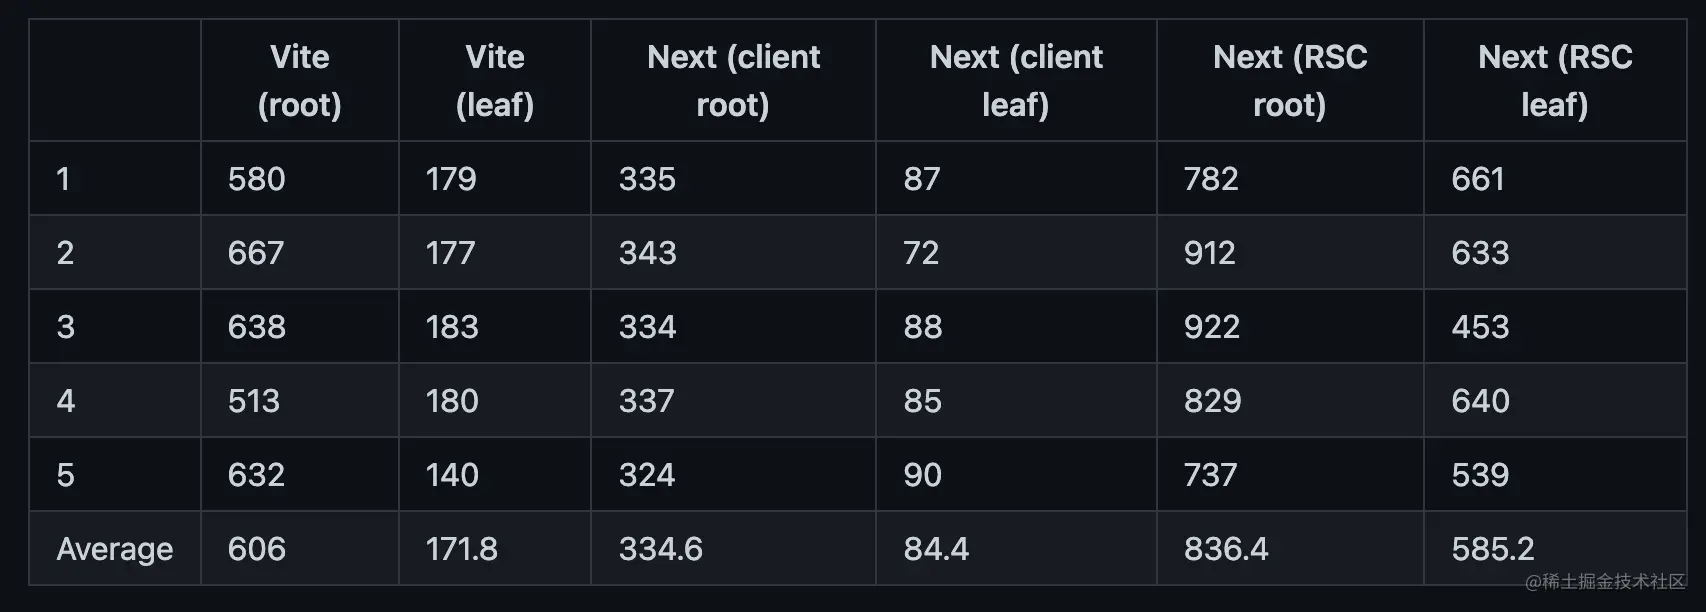 Vite (root) Vite (leaf) Next (client root) Next (client leaf) Next (RSC root) Next (RSC leaf)
1 580 179 335 87 782 661
2 667 177 343 72 912 633
3 638 183 334 88 922 453
4 513 180 337 85 829 640
5 632 140 324 90 737 539
Average 606 171.8 334.6 84.4 836.4 585.2
@稀土掘金技术社区